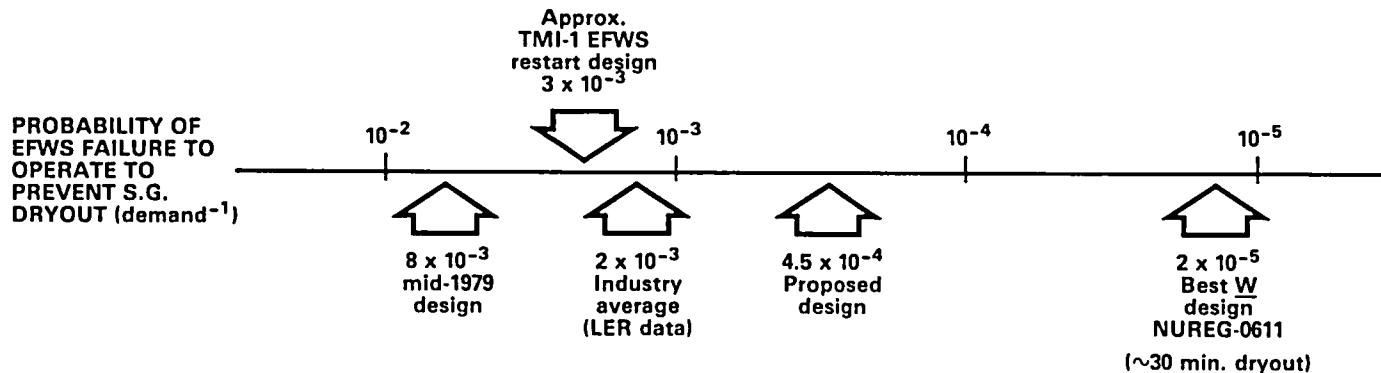 Approx.
TMI-1 EFWS
restart design
3 x 10⁻³
PROBABILITY OF
EFWS FAILURE TO
OPERATE TO
PREVENT S.G.
DRYOUT (demand⁻¹)
10⁻²
10⁻³
10⁻⁴
10⁻⁵
8 x 10⁻³
mid-1979
design
2 x 10⁻³
Industry
average
(LER data)
4.5 x 10⁻⁴
Proposed
design
2 x 10⁻⁵
Best W
design
NUREG-0611
(~30 min. dryout)